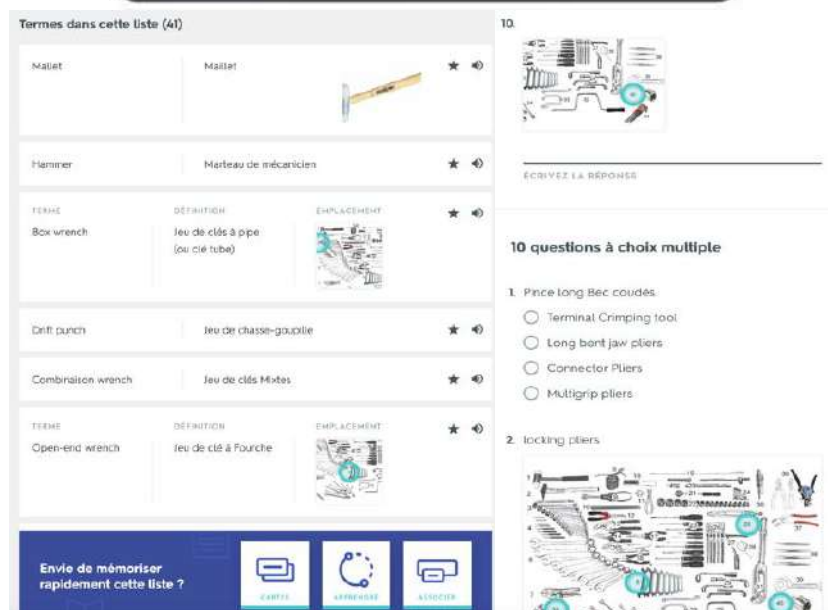 Termes dans cette liste (41)
Mallet
Maillet
Hammer
Marteau de mécanicien
TERME
DÉFINITION
EMPLACEMENT
Box wrench
Jeu de clés à pipe
(ou clé tube)
Drift punch
Jeu de chasse-goupille
Combinaison wrench
Jeu de clés Mixtes
TERME
DÉFINITION
EMPLACEMENT
Open-end wrench
Jeu de clé à Fourche
Envie de mémoriser
rapidement cette liste ?
CARTES
APPRENDRE
ASSOCIER
10.
ÉCRIVEZ LA RÉPONSE
10 questions à choix multiple
1. Pince long Bec coudés
Terminal Crimping tool
Long bent jaw pliers
Connector Pliers
Multigrip pliers
2. locking pliers